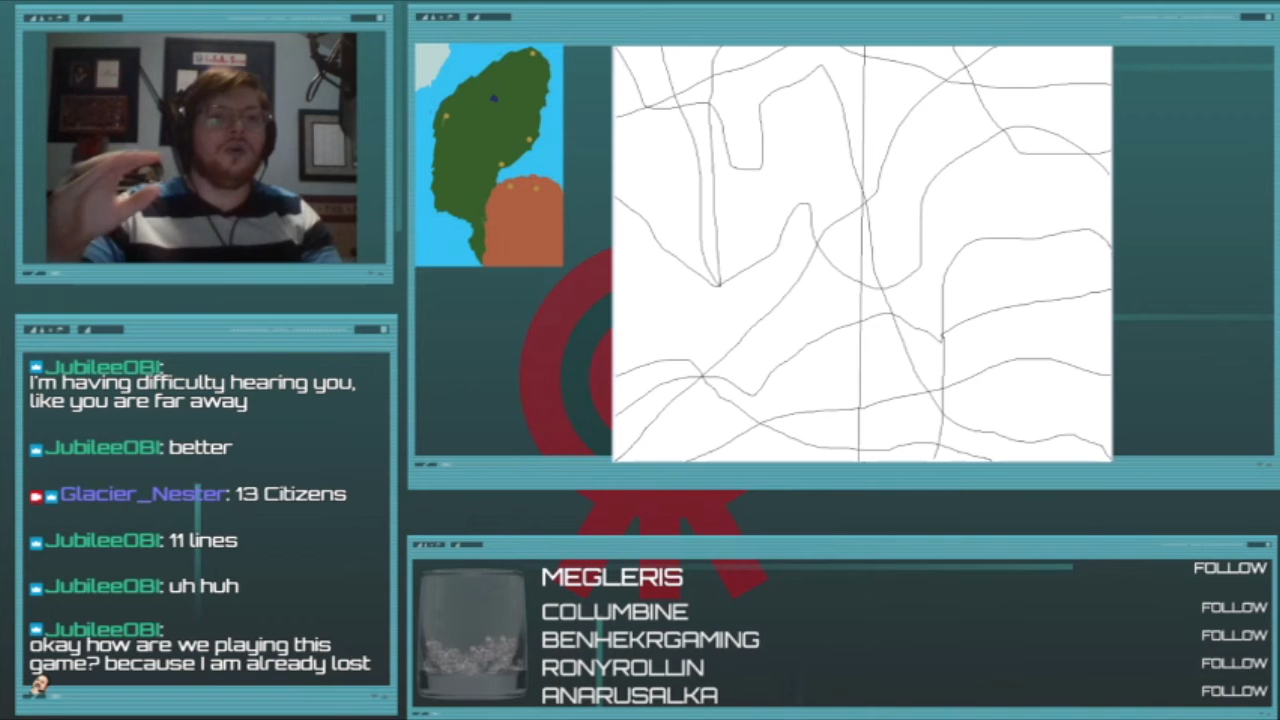 JubileeOBI:
I'm having difficulty hearing you,
like you are far away
JubileeOBI: better
Glacier_Nester: 13 Citizens
JubileeOBI: 11 lines
JubileeOBI: uh huh
JubileeOBI:
okay how are we playing this
game? because I am already lost
MEGLERIS FOLLOW
COLUMBINE FOLLOW
BENHEKRGAMING FOLLOW
RONYROLLIN FOLLOW
ANARUSALKA FOLLOW